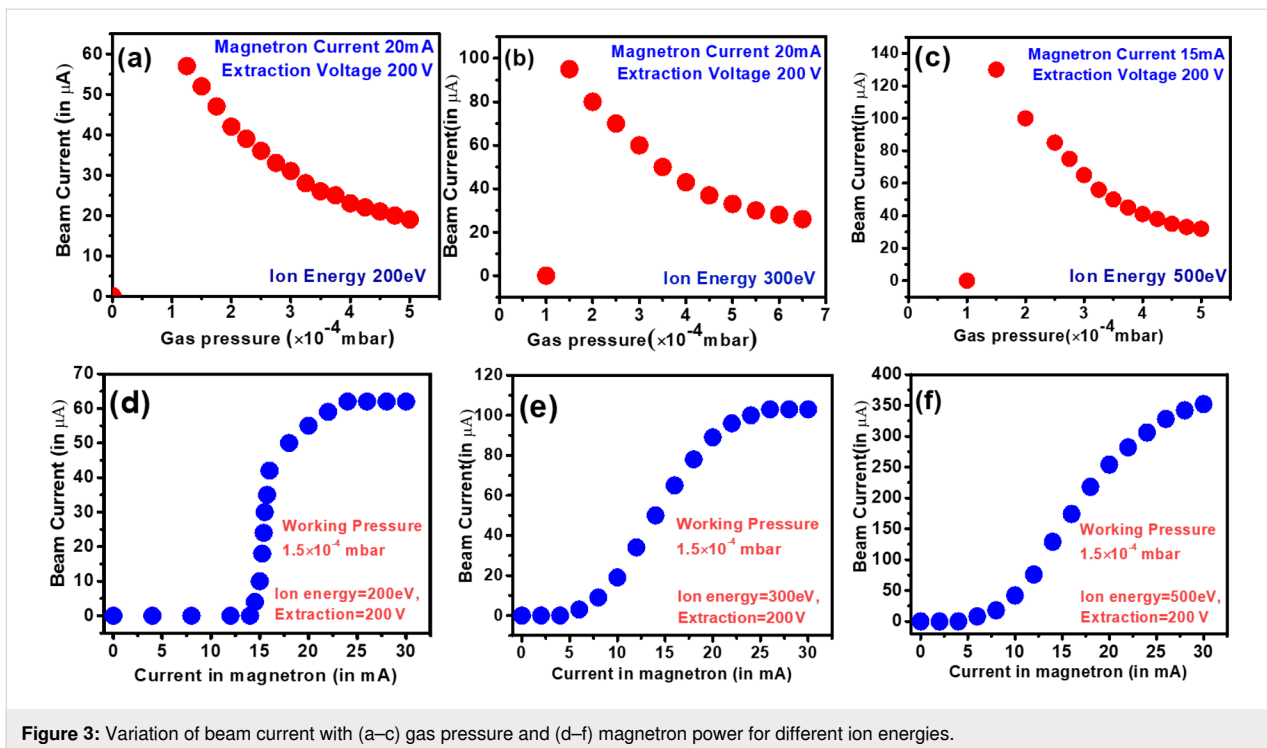 (a)
Magnetron Current 20mA
Extraction Voltage 200 V
Ion Energy 200eV
Beam Current (in μA)
60
50
40
30
20
10
0
0 1 2 3 4 5
Gas pressure (×10-4 mbar)
(b)
Magnetron Current 20mA
Extraction Voltage 200 V
Ion Energy 300eV
Beam Current(in μA)
100
80
60
40
20
0
0 1 2 3 4 5 6 7
Gas pressure(×10-4 mbar)
(c)
Magnetron Current 15mA
Extraction Voltage 200 V
Ion Energy 500eV
Beam Current(in μA)
140
120
100
80
60
40
20
0
0 1 2 3 4 5
Gas pressure (×10-4mbar)
(d)
Working Pressure
1.5×10-4 mbar
Ion energy=200eV,
Extraction=200 V
Beam Current (in μA)
70
60
50
40
30
20
10
0
0 5 10 15 20 25 30
Current in magnetron (in mA)
(e)
Working Pressure
1.5×10-4 mbar
Ion energy=300eV,
Extraction=200 V
Beam Current(in μA)
120
100
80
60
40
20
0
0 5 10 15 20 25 30
Current in magnetron (in mA)
(f)
Working Pressure
1.5×10-4 mbar
Ion energy=500eV,
Extraction=200 V
Beam Current(in μA)
400
350
300
250
200
150
100
50
0
0 5 10 15 20 25 30
Current in magnetron (in mA)
Figure 3: Variation of beam current with (a–c) gas pressure and (d–f) magnetron power for different ion energies.